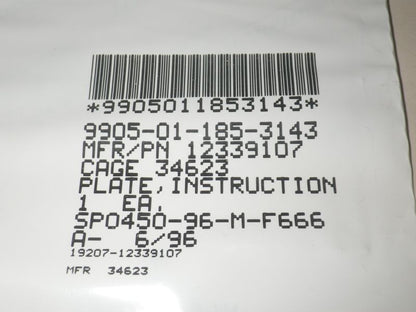 *9905011853143*
9905-01-185-3143
MFR/PN 12339107
CAGE 34623
PLATE, INSTRUCTION
1 EA.
SPO450-96-M-F666
A- 6/96
19207-12339107
MFR 34623